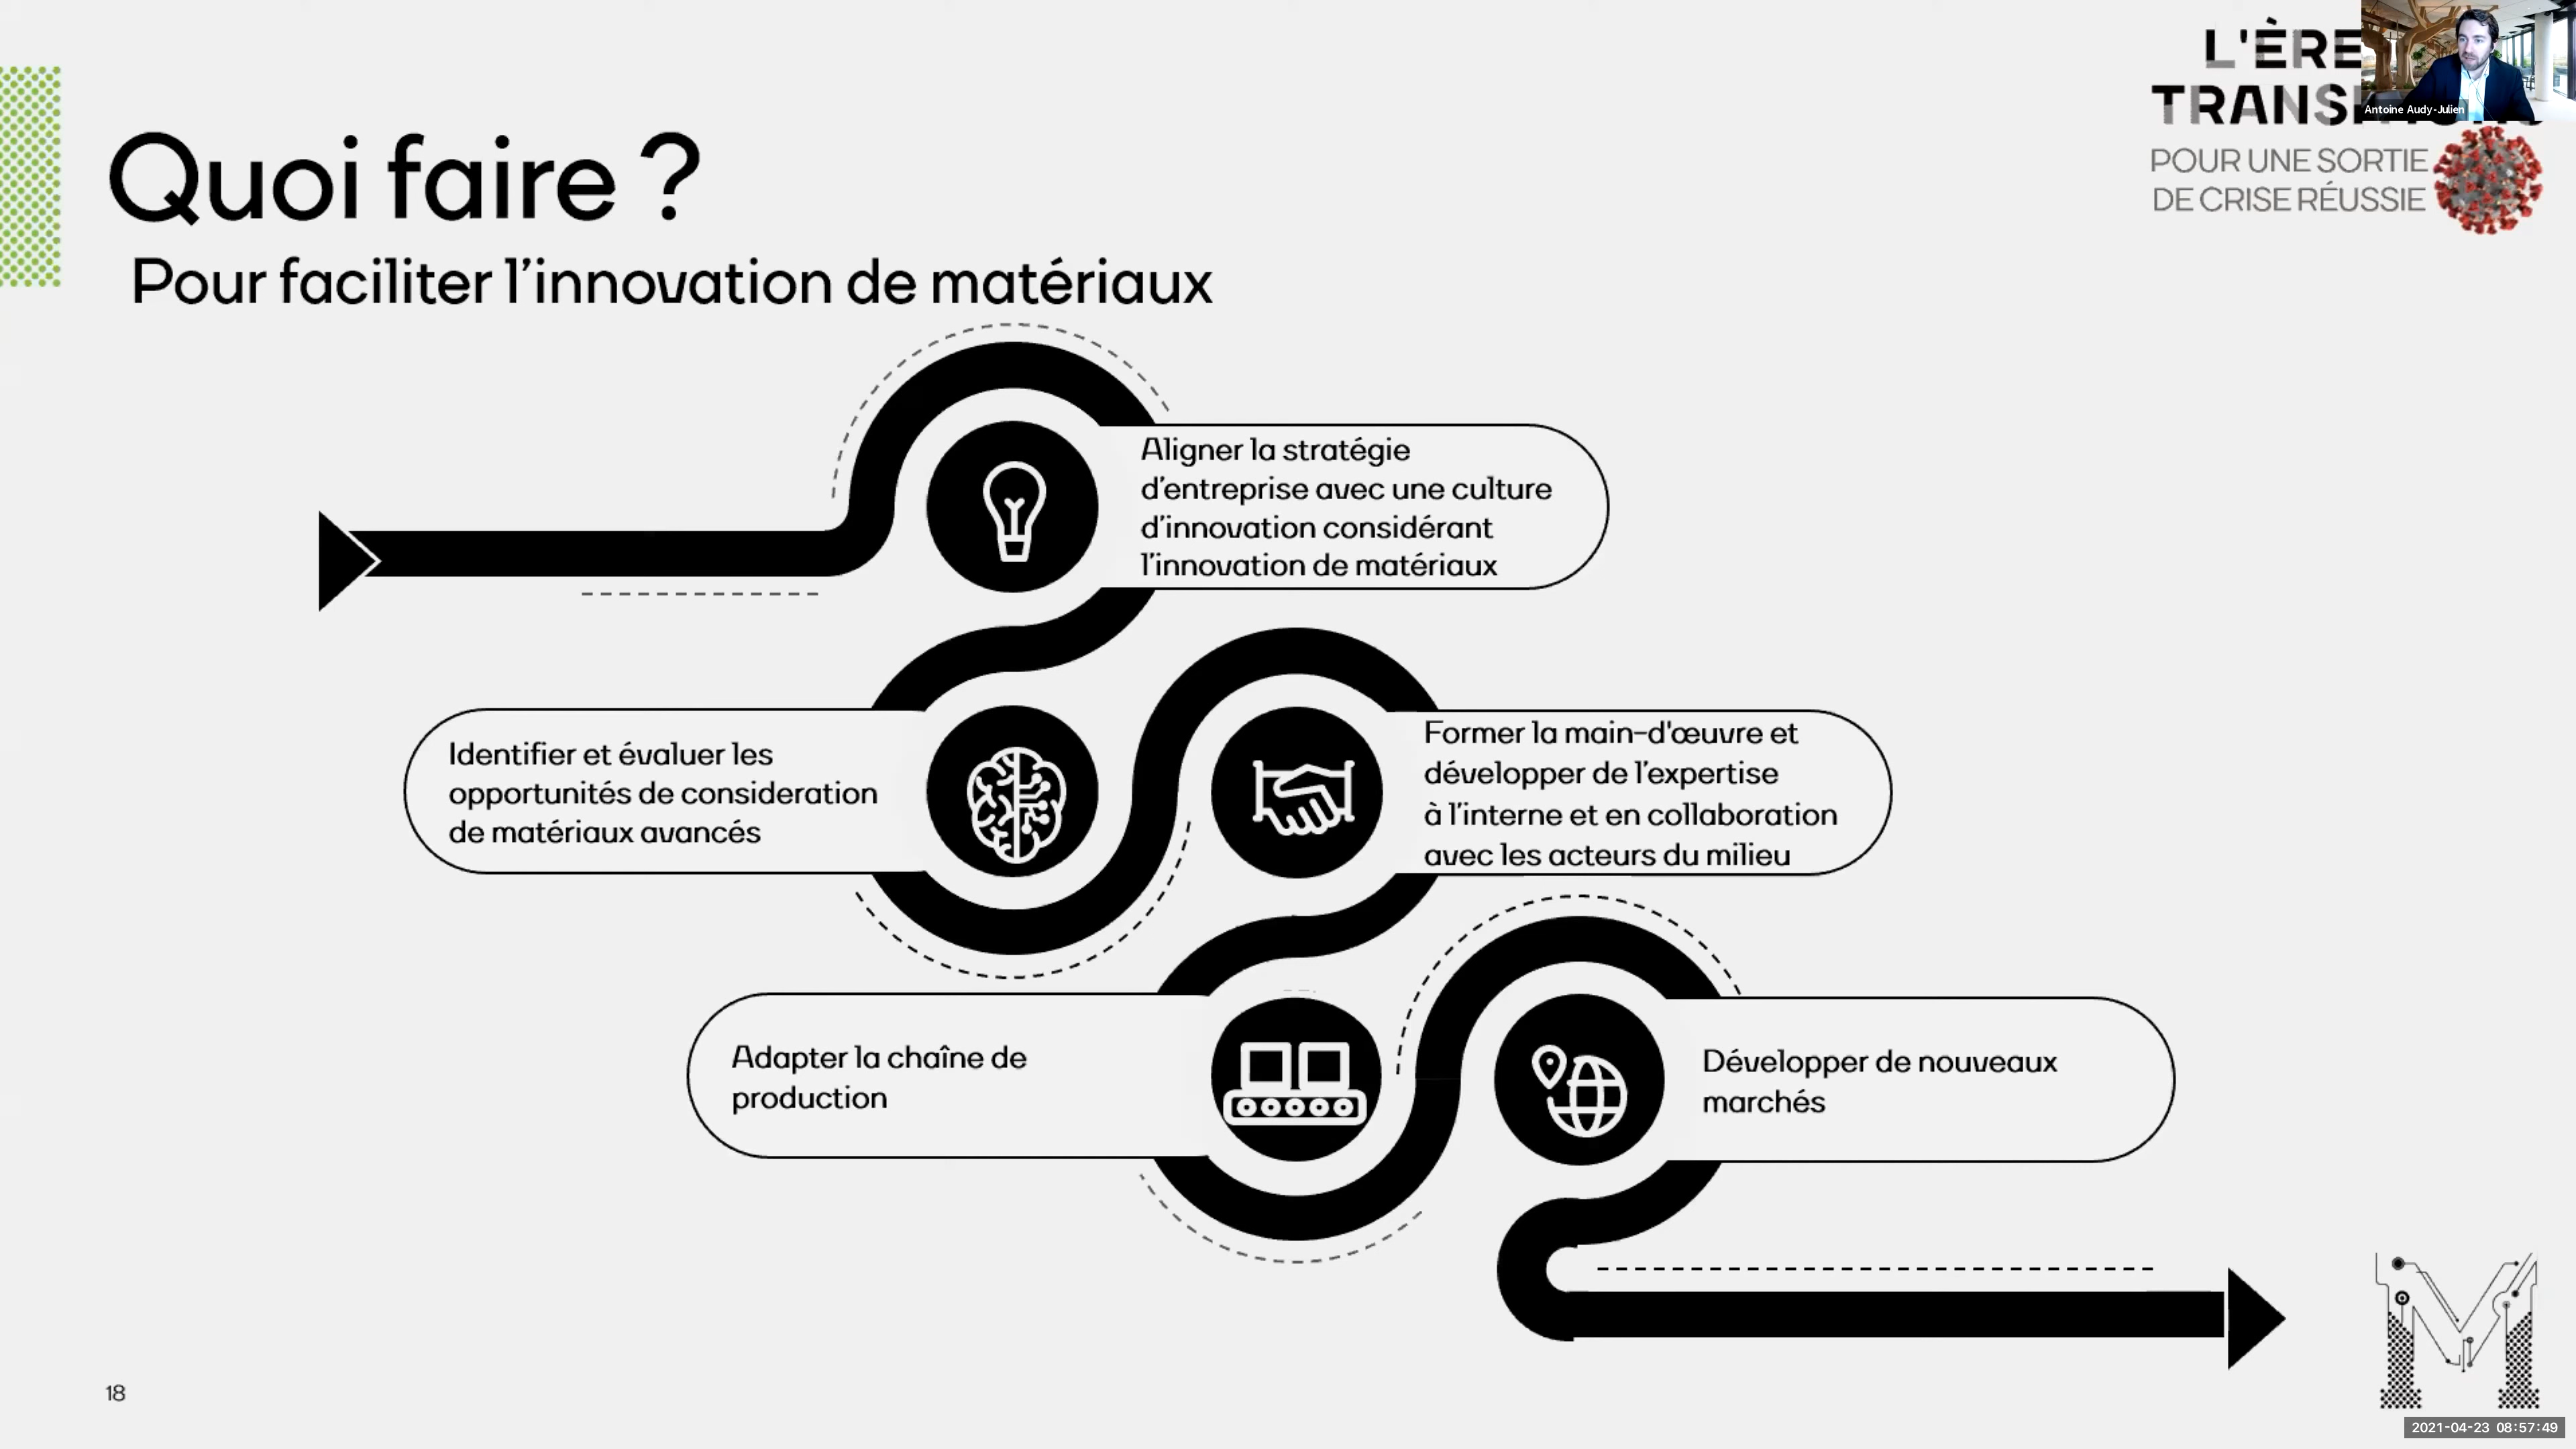 L'ÈRE
Antoine Audy-Julien
POUR UNE SORTIE
DE CRISE RÉUSSIE
Quoi faire ?
Pour faciliter l'innovation de matériaux
Aligner la stratégie
d'entreprise avec une culture
d'innovation considérant
l'innovation de matériaux
Identifier et évaluer les
opportunités de consideration
de matériaux avancés
Former la main-d'œuvre et
développer de l'expertise
à l'interne et en collaboration
avec les acteurs du milieu
Adapter la chaîne de
production
Développer de nouveaux
marchés
18
M
2021-04-23 08:57:49